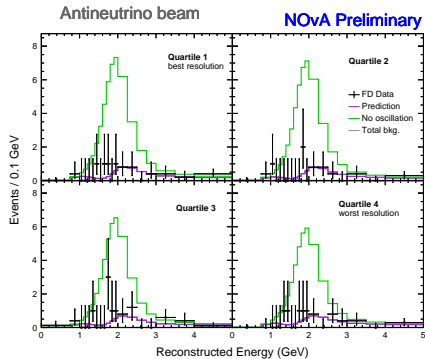 Antineutrino beam
NOvA Preliminary
Events / 0.1 GeV
8
6
4
2
0
Quartile 1
best resolution
Quartile 2
FD Data
Prediction
No oscillation
Total bkg.
8
6
4
2
0
Quartile 3
Quartile 4
worst resolution
0 1 2 3 4 0 1 2 3 4 5
Reconstructed Energy (GeV)